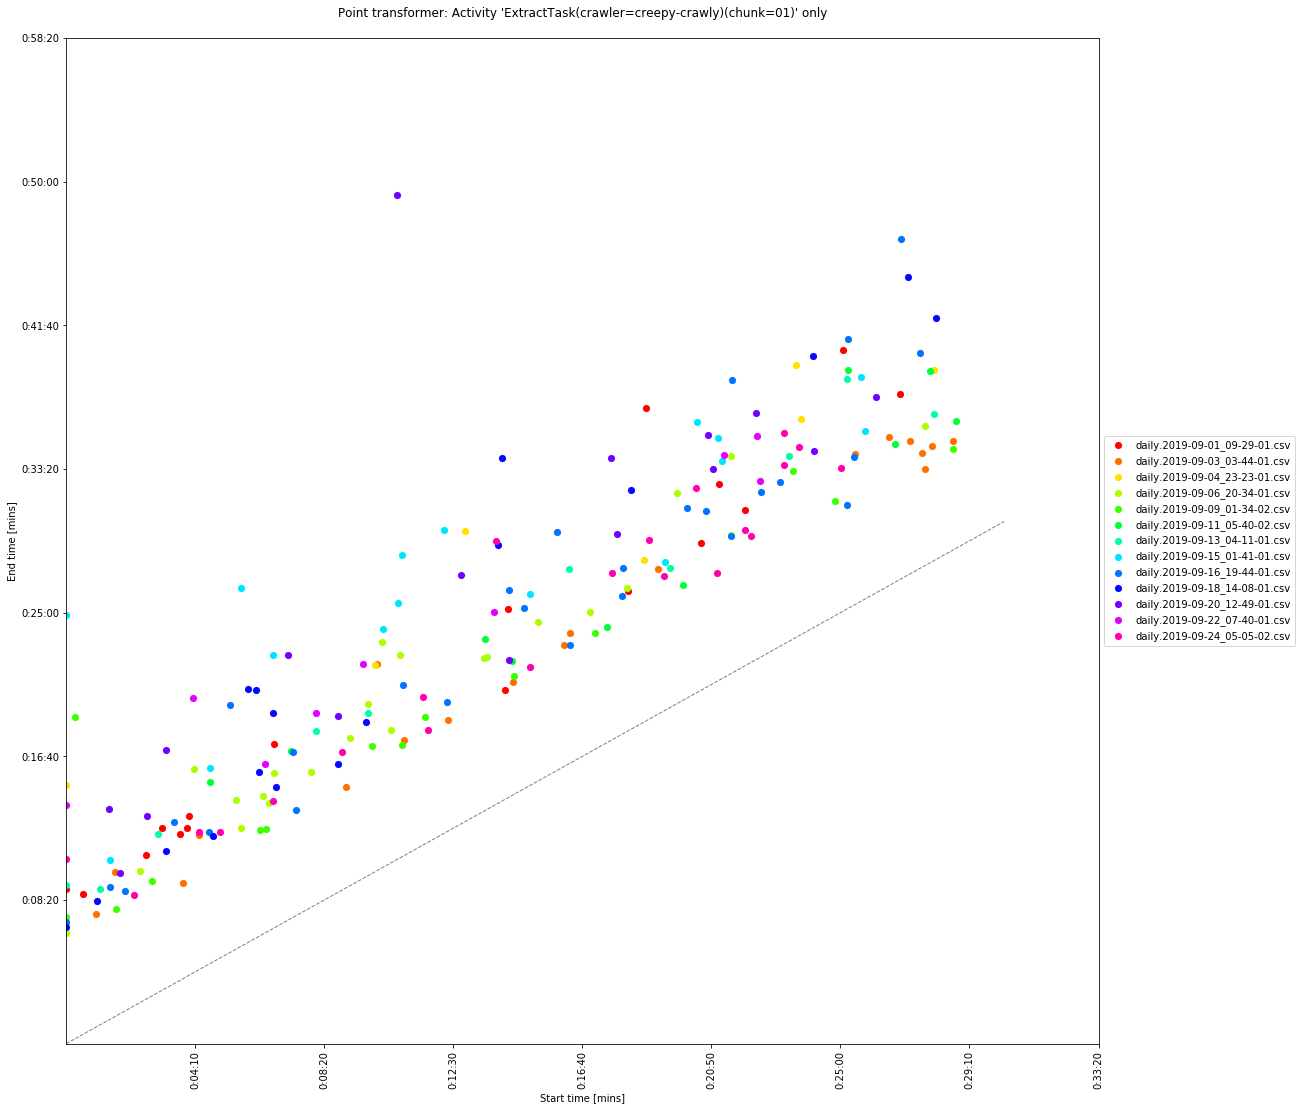 Point transformer: Activity 'ExtractTask(crawler=creepy-crawly)(chunk=01)' only
0:58:20
0:50:00
0:41:40
0:33:20
0:25:00
0:16:40
0:08:20
End time [mins]
0:04:10
0:08:20
0:12:30
0:16:40
0:20:50
0:25:00
0:29:10
0:33:20
Start time [mins]
daily.2019-09-01_09-29-01.csv
daily.2019-09-03_03-44-01.csv
daily.2019-09-04_23-23-01.csv
daily.2019-09-06_20-34-01.csv
daily.2019-09-09_01-34-02.csv
daily.2019-09-11_05-40-02.csv
daily.2019-09-13_04-11-01.csv
daily.2019-09-15_01-41-01.csv
daily.2019-09-16_19-44-01.csv
daily.2019-09-18_14-08-01.csv
daily.2019-09-20_12-49-01.csv
daily.2019-09-22_07-40-01.csv
daily.2019-09-24_05-05-02.csv